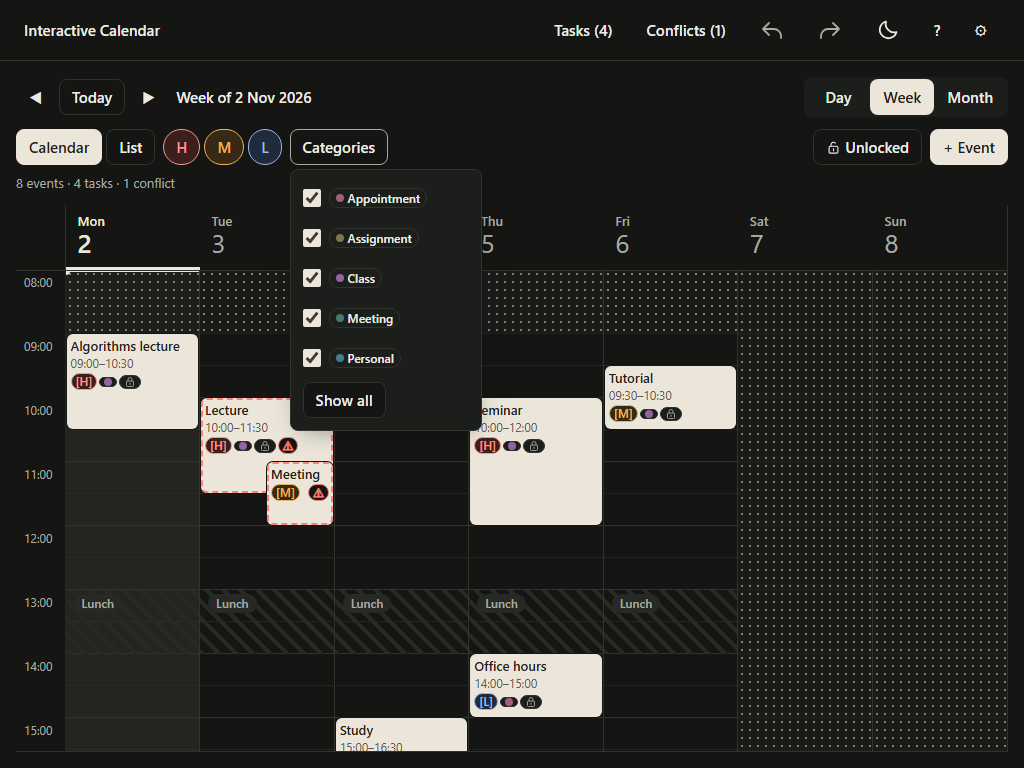 Interactive Calendar
Tasks (4)
Conflicts (1)
?
Today
Week of 2 Nov 2026
Day
Week
Month
Calendar
List
H
M
L
Categories
Unlocked
+ Event
8 events · 4 tasks · 1 conflict
Appointment
Assignment
Class
Meeting
Personal
Show all
Mon
2
Tue
3
Thu
5
Fri
6
Sat
7
Sun
8
08:00
09:00
10:00
11:00
12:00
13:00
14:00
15:00
Algorithms lecture
09:00–10:30
[H]
Lecture
10:00–11:30
[H]
Meeting
[M]
eminar
10:00–12:00
[H]
Tutorial
09:30–10:30
[M]
Lunch
Lunch
Lunch
Lunch
Lunch
Office hours
14:00–15:00
[L]
Study
15:00–16:30